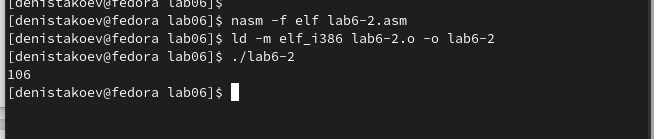 [denistakoev@fedora lab06]$
[denistakoev@fedora lab06]$ nasm -f elf lab6-2.asm
[denistakoev@fedora lab06]$ ld -m elf_i386 lab6-2.o -o lab6-2
[denistakoev@fedora lab06]$ ./lab6-2
106
[denistakoev@fedora lab06]$